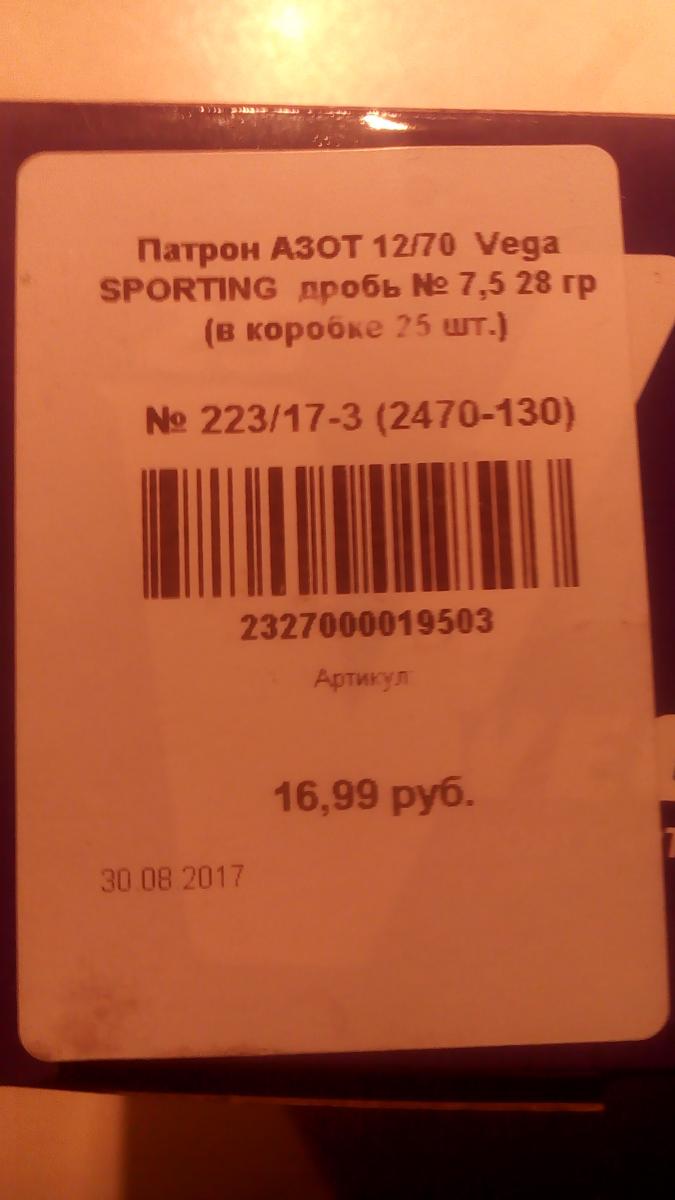 Патрон АЗОТ 12/70 Vega
SPORTING дробь № 7,5 28 гр
(в коробке 25 шт.)
№ 223/17-3 (2470-130)
2327000019503
Артикул:
16,99 руб.
30.08.2017